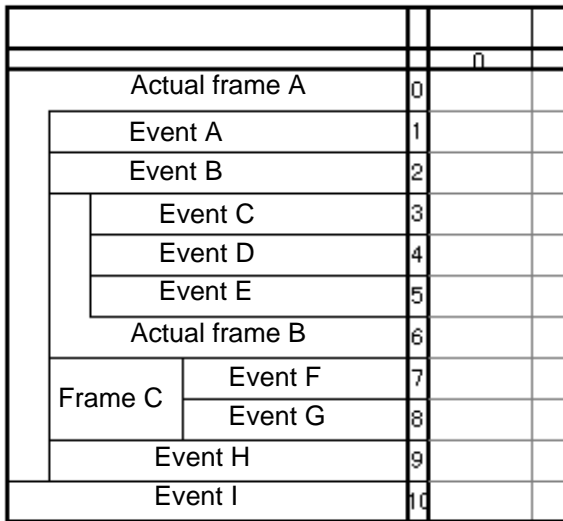 0
Actual frame A 0
Event A 1
Event B 2
Event C 3
Event D 4
Event E 5
Actual frame B 6
Frame C
Event F 7
Event G 8
Event H 9
Event I 10